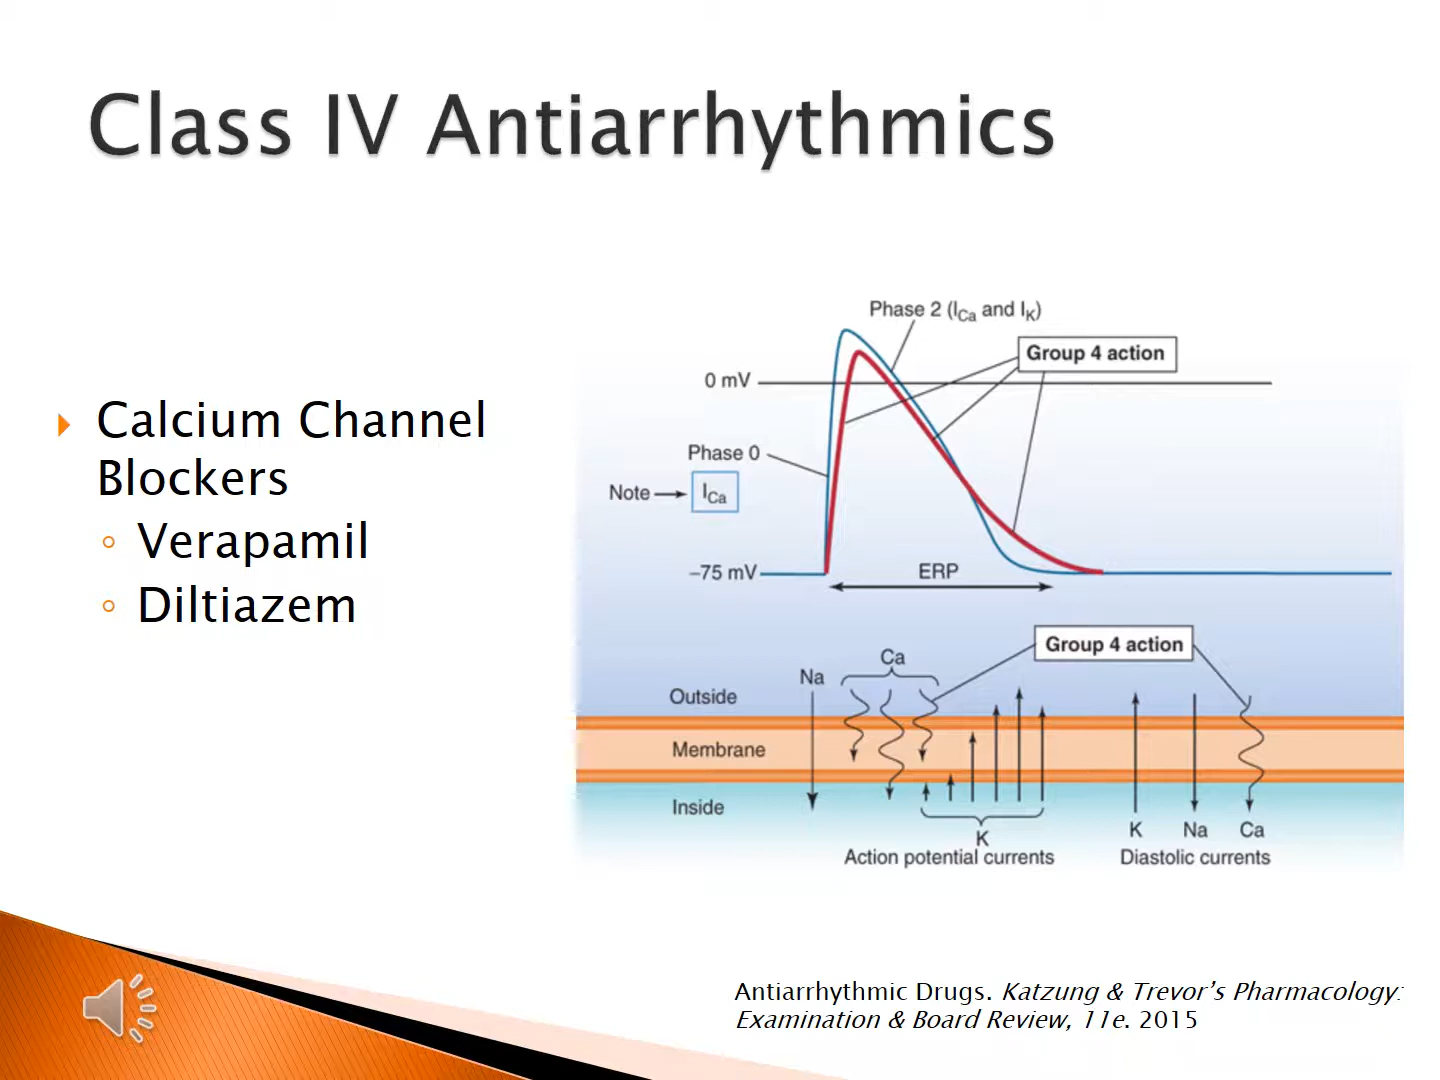 Class IV Antiarrhythmics
Calcium Channel
Blockers
Verapamil
Diltiazem
Phase 2 (ICa and IK)
Group 4 action
0 mV
Phase 0
Note
ICa
–75 mV
ERP
Group 4 action
Ca
Na
Outside
Membrane
Inside
K
K Na Ca
Action potential currents
Diastolic currents
Antiarrhythmic Drugs. Katzung & Trevor’s Pharmacology:
Examination & Board Review, 11e. 2015